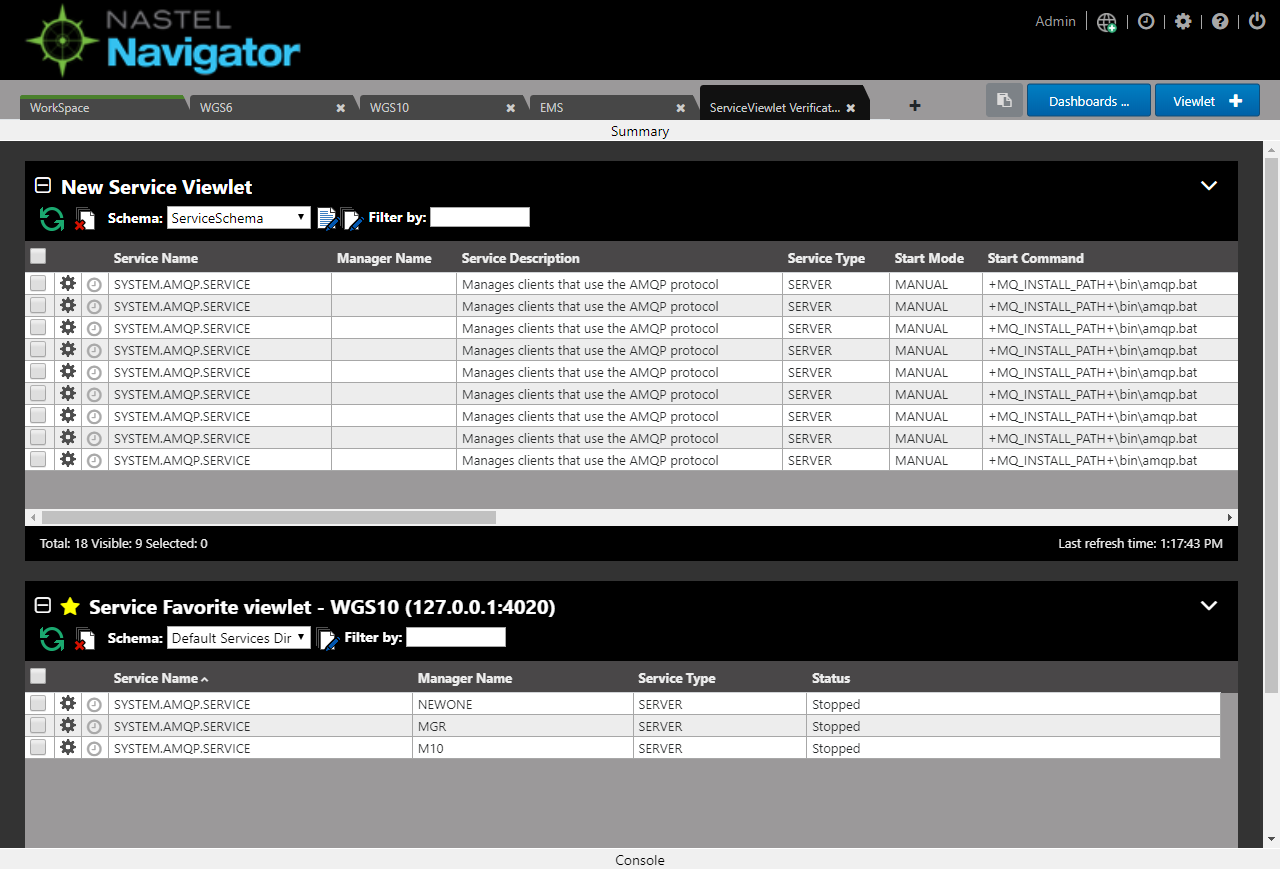 NASTEL
Navigator
Admin
WorkSpace WGS6 WGS10 EMS ServiceViewlet Verificat... Dashboards ... Viewlet
Summary
New Service Viewlet
Schema: ServiceSchema Filter by:
Service Name Manager Name Service Description Service Type Start Mode Start Command
SYSTEM.AMQP.SERVICE Manages clients that use the AMQP protocol SERVER MANUAL +MQ_INSTALL_PATH+\bin\amqp.bat
SYSTEM.AMQP.SERVICE Manages clients that use the AMQP protocol SERVER MANUAL +MQ_INSTALL_PATH+\bin\amqp.bat
SYSTEM.AMQP.SERVICE Manages clients that use the AMQP protocol SERVER MANUAL +MQ_INSTALL_PATH+\bin\amqp.bat
SYSTEM.AMQP.SERVICE Manages clients that use the AMQP protocol SERVER MANUAL +MQ_INSTALL_PATH+\bin\amqp.bat
SYSTEM.AMQP.SERVICE Manages clients that use the AMQP protocol SERVER MANUAL +MQ_INSTALL_PATH+\bin\amqp.bat
SYSTEM.AMQP.SERVICE Manages clients that use the AMQP protocol SERVER MANUAL +MQ_INSTALL_PATH+\bin\amqp.bat
SYSTEM.AMQP.SERVICE Manages clients that use the AMQP protocol SERVER MANUAL +MQ_INSTALL_PATH+\bin\amqp.bat
SYSTEM.AMQP.SERVICE Manages clients that use the AMQP protocol SERVER MANUAL +MQ_INSTALL_PATH+\bin\amqp.bat
SYSTEM.AMQP.SERVICE Manages clients that use the AMQP protocol SERVER MANUAL +MQ_INSTALL_PATH+\bin\amqp.bat
Total: 18 Visible: 9 Selected: 0 Last refresh time: 1:17:43 PM
Service Favorite viewlet - WGS10 (127.0.0.1:4020)
Schema: Default Services Dir Filter by:
Service Name Manager Name Service Type Status
SYSTEM.AMQP.SERVICE NEWONE SERVER Stopped
SYSTEM.AMQP.SERVICE MGR SERVER Stopped
SYSTEM.AMQP.SERVICE M10 SERVER Stopped
Console